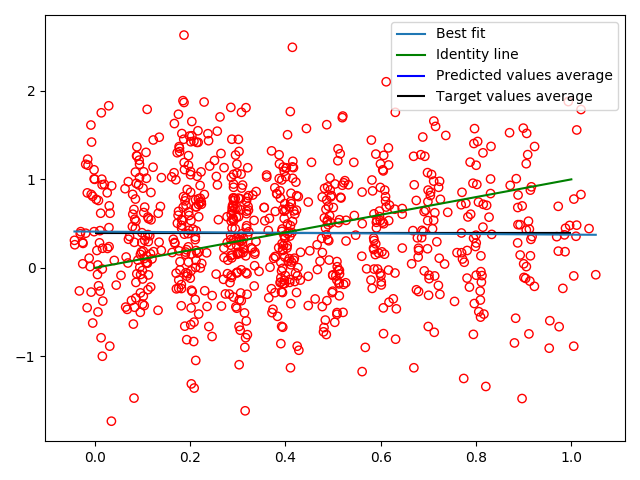 Best fit
Identity line
Predicted values average
Target values average
2
1
0
−1
0.0 0.2 0.4 0.6 0.8 1.0